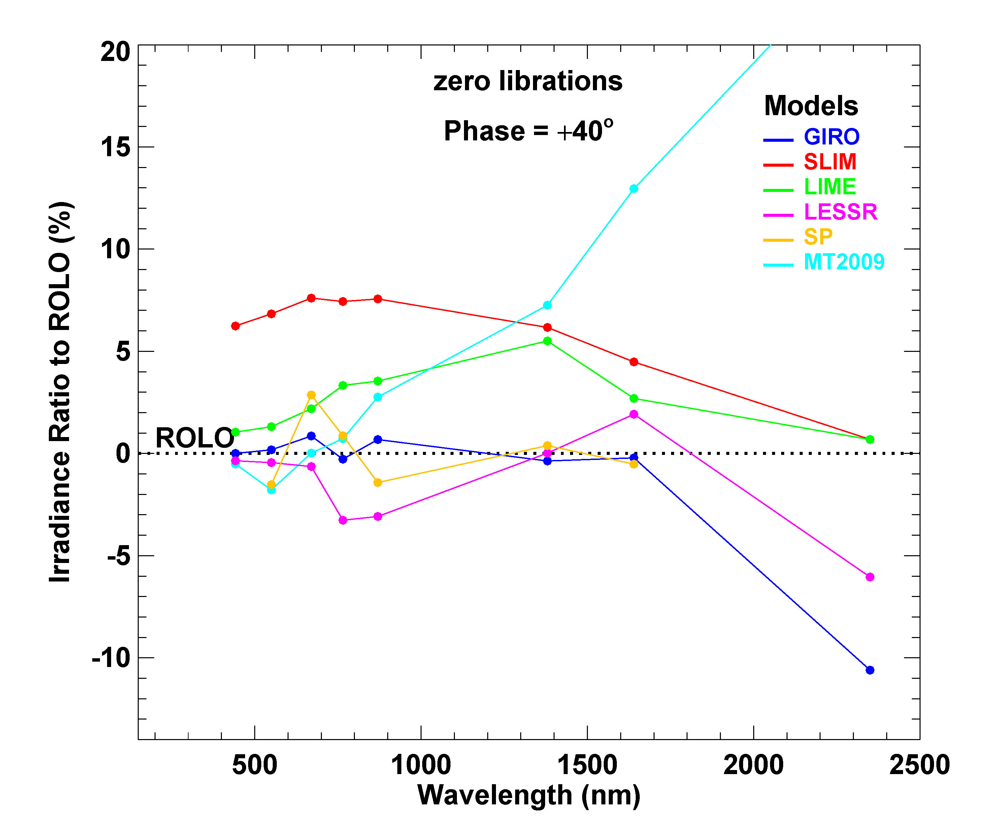 zero librations
Phase = +40°
Models
GIRO
SLIM
LIME
LESSR
SP
MT2009
ROLO
Irradiance Ratio to ROLO (%)
20
15
10
5
0
-5
-10
500 1000 1500 2000 2500
Wavelength (nm)